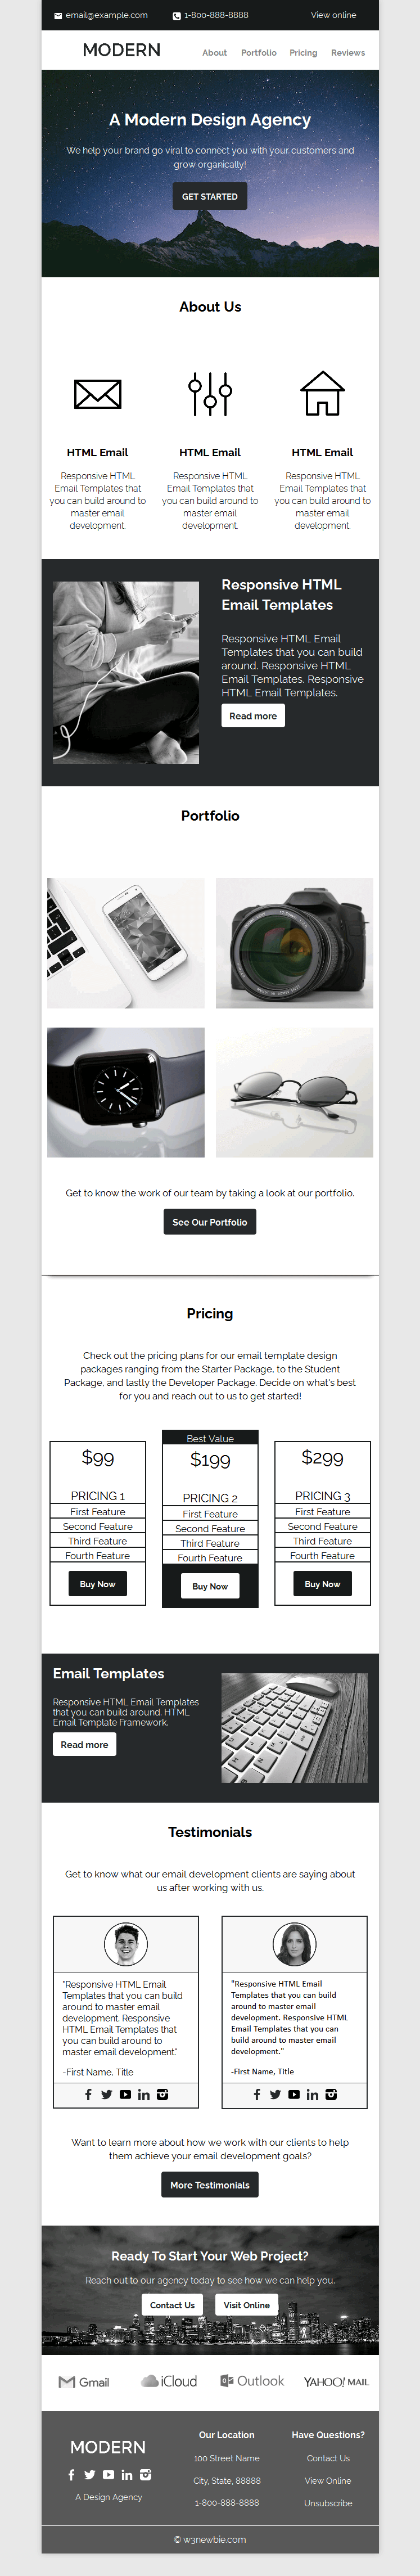 email@example.com 1-800-888-8888 View online
MODERN About Portfolio Pricing Reviews
A Modern Design Agency
We help your brand go viral to connect you with your customers and
grow organically!
GET STARTED
About Us
HTML Email
Responsive HTML
Email Templates that
you can build around to
master email
development.
HTML Email
Responsive HTML
Email Templates that
you can build around to
master email
development.
HTML Email
Responsive HTML
Email Templates that
you can build around to
master email
development.
Responsive HTML
Email Templates
Responsive HTML Email
Templates that you can build
around. Responsive HTML
Email Templates. Responsive
HTML Email Templates.
Read more
Portfolio
Get to know the work of our team by taking a look at our portfolio.
See Our Portfolio
Pricing
Check out the pricing plans for our email template design
packages ranging from the Starter Package, to the Student
Package, and lastly the Developer Package. Decide on what's best
for you and reach out to us to get started!
$99
PRICING 1
First Feature
Second Feature
Third Feature
Fourth Feature
Buy Now
Best Value
$199
PRICING 2
First Feature
Second Feature
Third Feature
Fourth Feature
Buy Now
$299
PRICING 3
First Feature
Second Feature
Third Feature
Fourth Feature
Buy Now
Email Templates
Responsive HTML Email Templates
that you can build around. HTML
Email Template Framework.
Read more
Testimonials
Get to know what our email development clients are saying about
us after working with us.
"Responsive HTML Email
Templates that you can build
around to master email
development. Responsive
HTML Email Templates that
you can build around to
master email development."
-First Name, Title
"Responsive HTML Email
Templates that you can build
around to master email
development. Responsive HTML
Email Templates that you can
build around to master email
development."
-First Name, Title
Want to learn more about how we work with our clients to help
them achieve your email development goals?
More Testimonials
Ready To Start Your Web Project?
Reach out to our agency today to see how we can help you.
Contact Us Visit Online
Gmail iCloud Outlook YAHOO! MAIL
MODERN
A Design Agency
Our Location
100 Street Name
City, State, 88888
1-800-888-8888
Have Questions?
Contact Us
View Online
Unsubscribe
© w3newbie.com